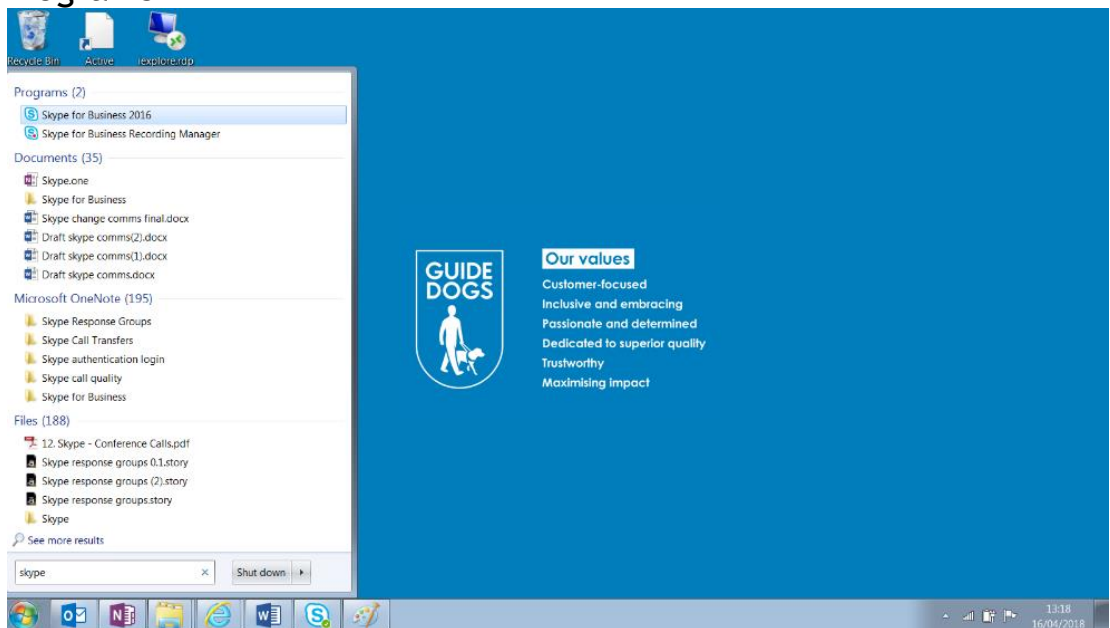 Recycle Bin
Active
iexplore.rdp
Programs (2)
Skype for Business 2016
Skype for Business Recording Manager
Documents (35)
Skype.one
Skype for Business
Skype change comms final.docx
Draft skype comms(2).docx
Draft skype comms(1).docx
Draft skype comms.docx
Microsoft OneNote (195)
Skype Response Groups
Skype Call Transfers
Skype authentication login
Skype call quality
Skype for Business
Files (188)
12. Skype - Conference Calls.pdf
Skype response groups 0.1.story
Skype response groups (2).story
Skype response groups.story
Skype
See more results
skype
Shut down
GUIDE
DOGS
Our values
Customer-focused
Inclusive and embracing
Passionate and determined
Dedicated to superior quality
Trustworthy
Maximising impact
13:18
16/04/2018